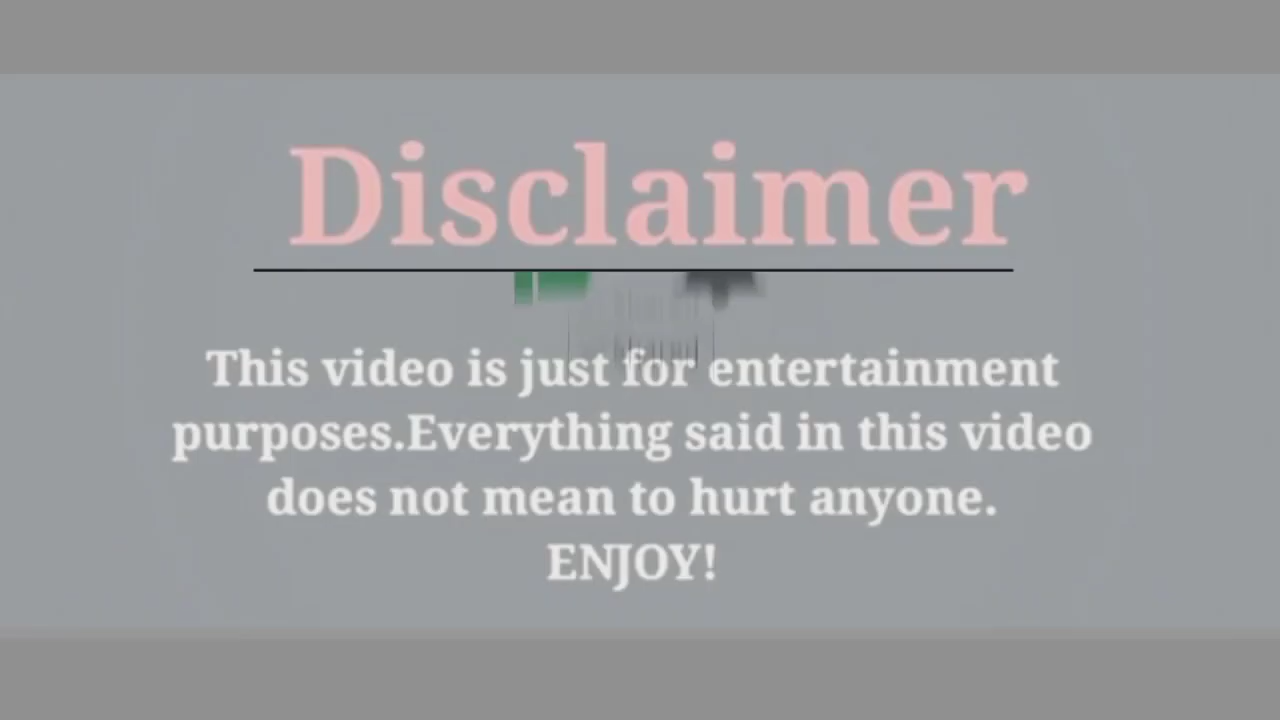 Disclaimer
This video is just for entertainment
purposes.Everything said in this video
does not mean to hurt anyone.
ENJOY!